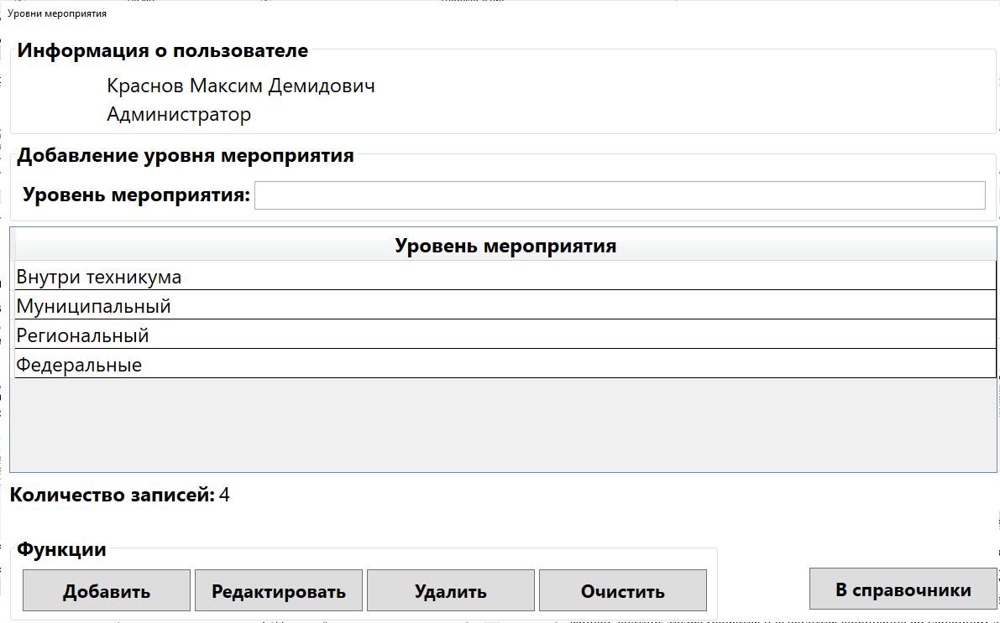 Уровни мероприятия
Информация о пользователе
Краснов Максим Демидович
Администратор
Добавление уровня мероприятия
Уровень мероприятия:
Уровень мероприятия
Внутри техникума
Муниципальный
Региональный
Федеральные
Количество записей: 4
Функции
Добавить Редактировать Удалить Очистить В справочники